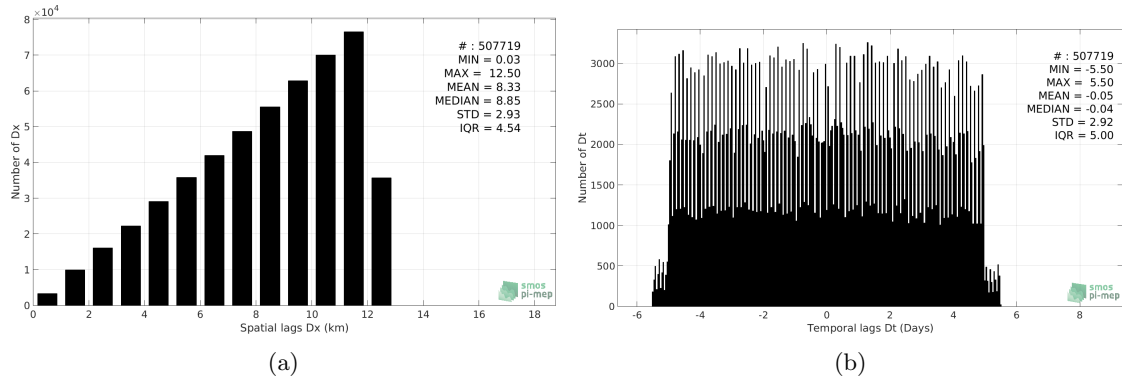 8 ×10⁴
7
6
5
4
3
2
1
0
Number of Dx
# : 507719
MIN = 0.03
MAX = 12.50
MEAN = 8.33
MEDIAN = 8.85
STD = 2.93
IQR = 4.54
smos
pi-mep
0 2 4 6 8 10 12 14 16 18
Spatial lags Dx (km)
(a)
3000
2500
2000
1500
1000
500
0
Number of Dt
# : 507719
MIN = -5.50
MAX = 5.50
MEAN = -0.05
MEDIAN = -0.04
STD = 2.92
IQR = 5.00
smos
pi-mep
-6 -4 -2 0 2 4 6 8
Temporal lags Dt (Days)
(b)